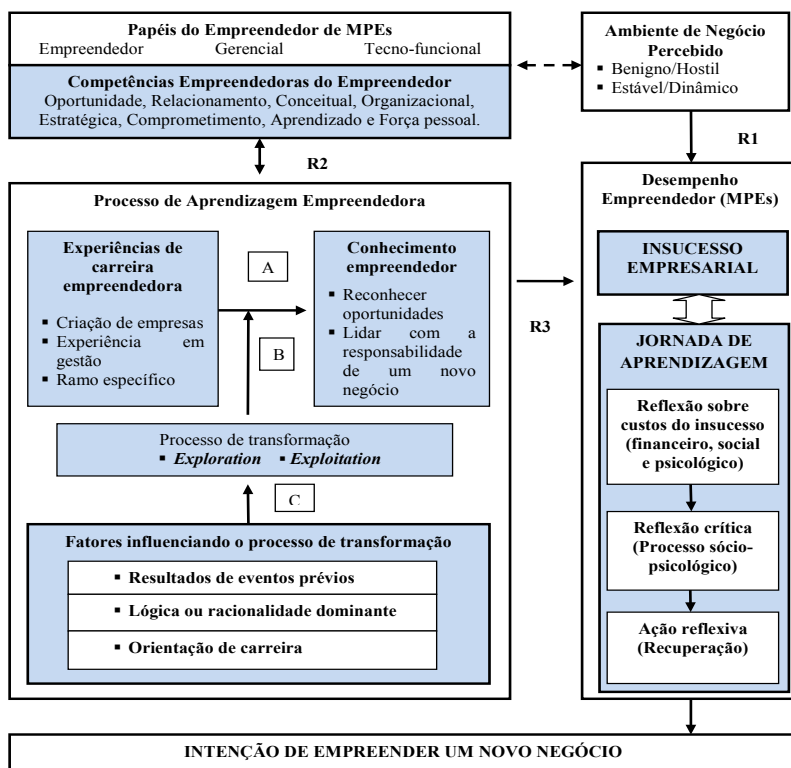 Papéis do Empreendedor de MPEs
Empreendedor Gerencial Tecno-funcional
Competências Empreendedoras do Empreendedor
Oportunidade, Relacionamento, Conceitual, Organizacional,
Estratégica, Comprometimento, Aprendizado e Força pessoal.
Ambiente de Negócio
Percebido
▪ Benigno/Hostil
▪ Estável/Dinâmico
R1
R2
Processo de Aprendizagem Empreendedora
Experiências de
carreira
empreendedora
▪ Criação de empresas
▪ Experiência em
gestão
▪ Ramo específico
A
B
Conhecimento
empreendedor
▪ Reconhecer
oportunidades
▪ Lidar com a
responsabilidade
de um novo
negócio
Processo de transformação
▪ Exploration ▪ Exploitation
C
Fatores influenciando o processo de transformação
▪ Resultados de eventos prévios
▪ Lógica ou racionalidade dominante
▪ Orientação de carreira
R3
Desempenho
Empreendedor (MPEs)
INSUCESSO
EMPRESARIAL
JORNADA DE
APRENDIZAGEM
Reflexão sobre
custos do insucesso
(financeiro, social
e psicológico)
Reflexão crítica
(Processo sócio-
psicológico)
Ação reflexiva
(Recuperação)
INTENÇÃO DE EMPREENDER UM NOVO NEGÓCIO